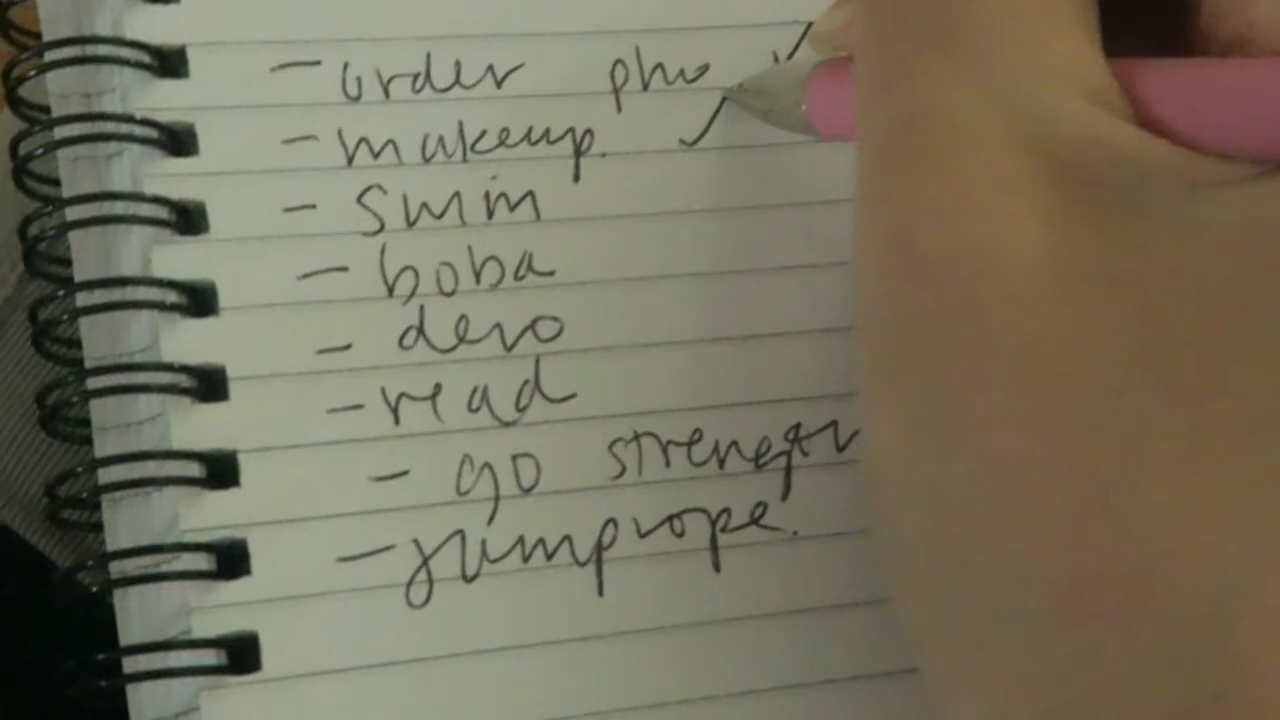 - order pho ✓
- makeup. ✓
- swim
- boba
- devo
- read
- go
- jumprope.